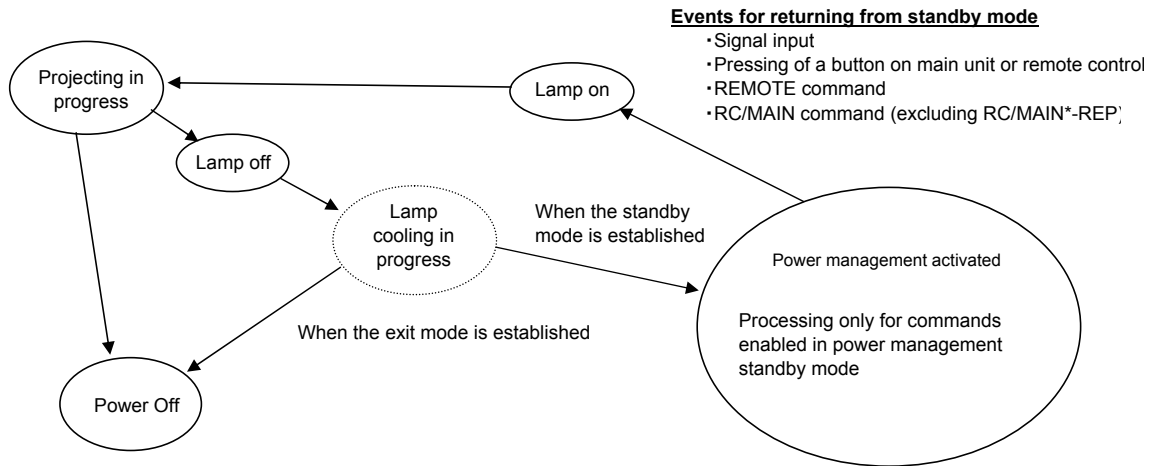 Events for returning from standby mode
・Signal input
・Pressing of a button on main unit or remote control
・REMOTE command
・RC/MAIN command (excluding RC/MAIN*-REP)
Projecting in
progress
Lamp on
Lamp off
Lamp
cooling in
progress
When the standby
mode is established
Power management activated
Processing only for commands
enabled in power management
standby mode
When the exit mode is established
Power Off